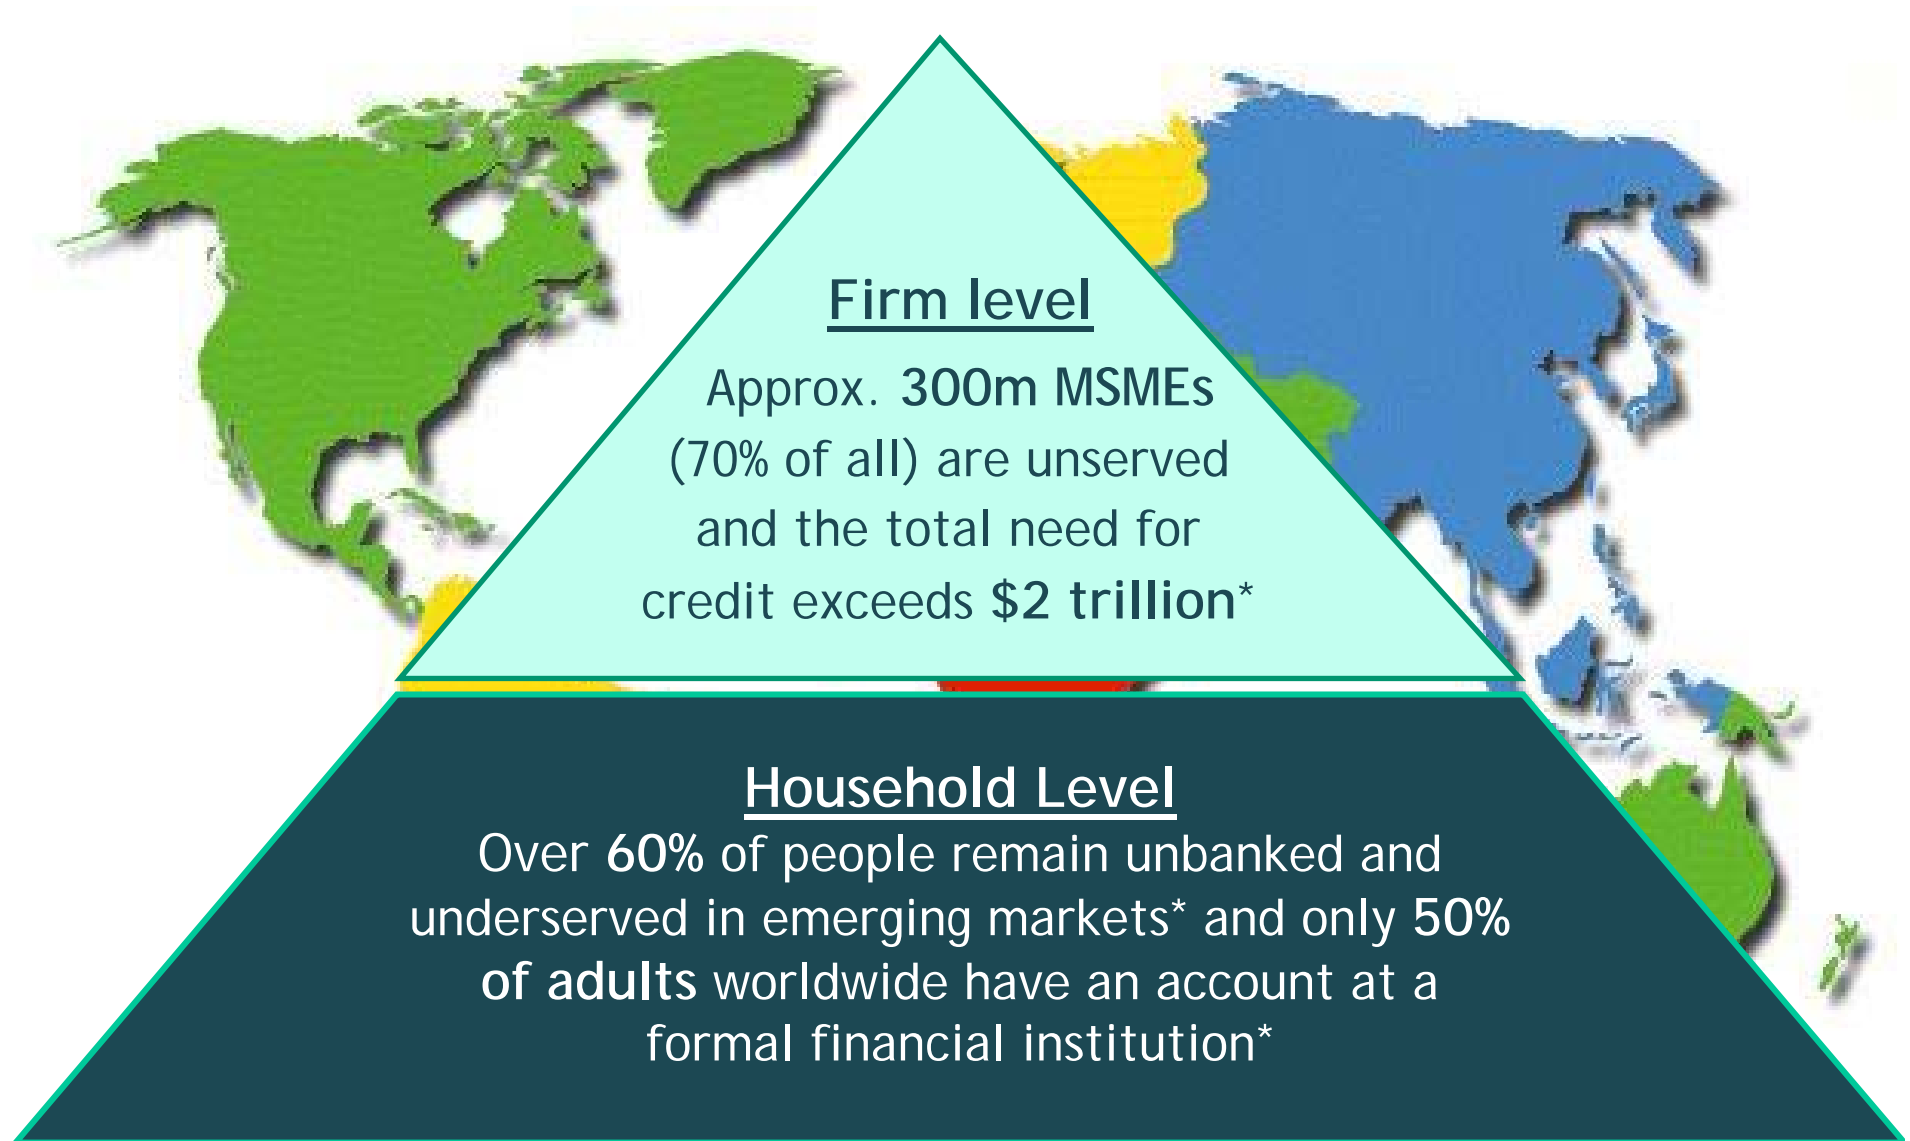 Firm level
Approx. 300m MSMEs
(70% of all) are unserved
and the total need for
credit exceeds $2 trillion*
Household Level
Over 60% of people remain unbanked and
underserved in emerging markets* and only 50%
of adults worldwide have an account at a
formal financial institution*